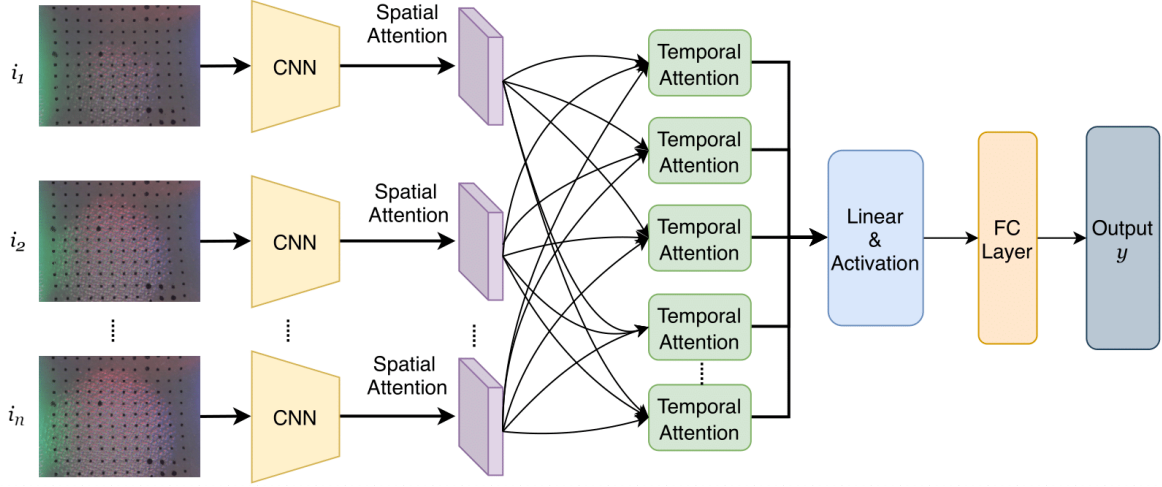 i₁
CNN
Spatial
Attention
Temporal
Attention
Temporal
Attention
i₂
CNN
Spatial
Attention
Temporal
Attention
Linear
&
Activation
FC
Layer
Output
y
Temporal
Attention
iₙ
CNN
Spatial
Attention
Temporal
Attention